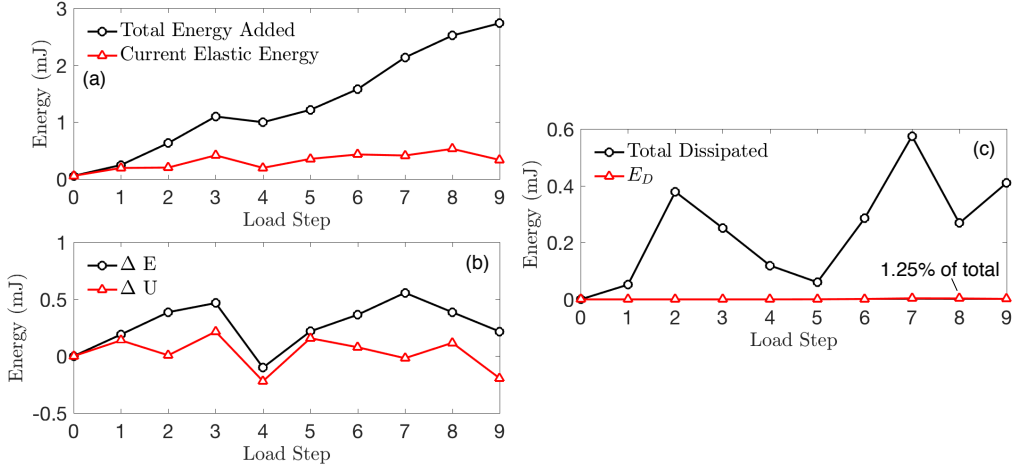 3
2
1
0
Energy (mJ)
Total Energy Added
Current Elastic Energy
(a)
0 1 2 3 4 5 6 7 8 9
Load Step
1
0.5
0
-0.5
Energy (mJ)
Δ E
Δ U
(b)
0 1 2 3 4 5 6 7 8 9
Load Step
0.6
0.4
0.2
0
Energy (mJ)
Total Dissipated
E_D
(c)
1.25% of total
0 1 2 3 4 5 6 7 8 9
Load Step